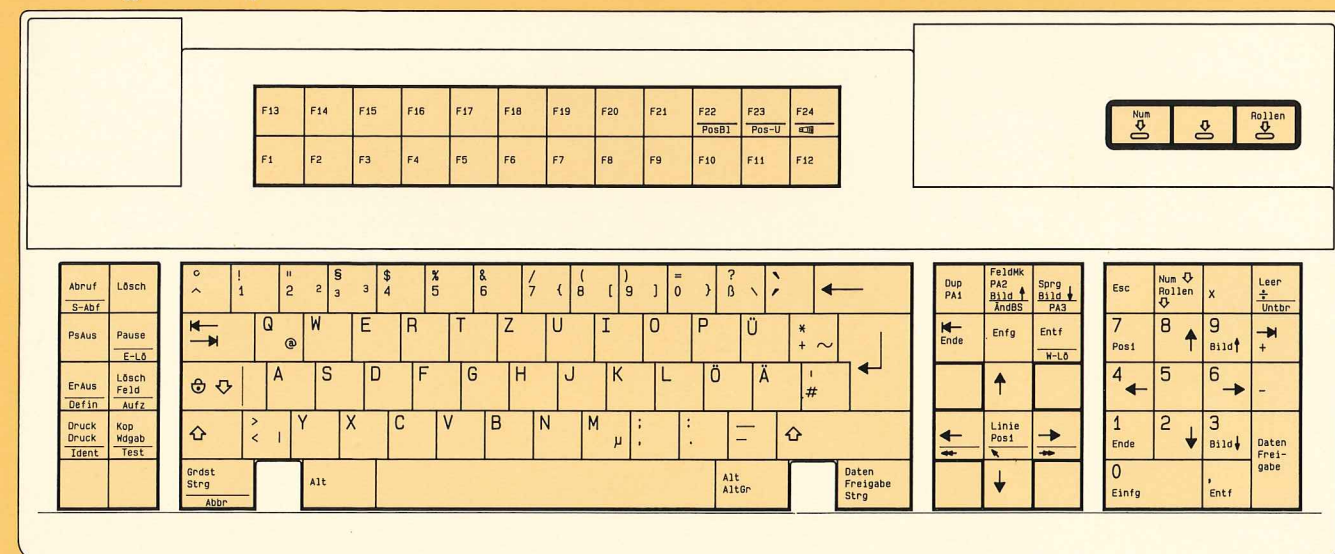 F13 F14 F15 F16 F17 F18 F19 F20 F21 F22 F23 F24
PosBl Pos-U
F1 F2 F3 F4 F5 F6 F7 F8 F9 F10 F11 F12
Num Rollen
Abruf Lösch
S-Abf
PsAus Pause
E-Lö
ErAus Lösch
Feld
Defin Aufz
Druck Kop
Druck Wdgab
Ident Test
° ! " § $ % & / ( ) = ? `
^ 1 2 ² 3 ³ 4 5 6 7 { 8 [ 9 ] 0 } ß \ ´
←
Q W E R T Z U I O P Ü *
@ + ~
A S D F G H J K L Ö Ä '
#
> Y X C V B N M ; : _
< | µ , . -
Grdst
Strg
Abbr
Alt
Alt
AltGr
Daten
Freigabe
Strg
Dup
PA1
FeldMk
PA2
Bild ↑
ÄndBS
Sprg
Bild ↓
PA3
Ende Enfg Entf
W-Lö
↑
← Linie →
Pos1
↓
Esc
Num ⇩
Rollen
⇩
x
Leer
÷
Untbr
7 8 ↑ 9
Pos1 Bild↑ +
4 ← 5 6 → -
1 2 ↓ 3
Ende Bild↓
Daten
Frei-
gabe
0 ,
Einfg Entf